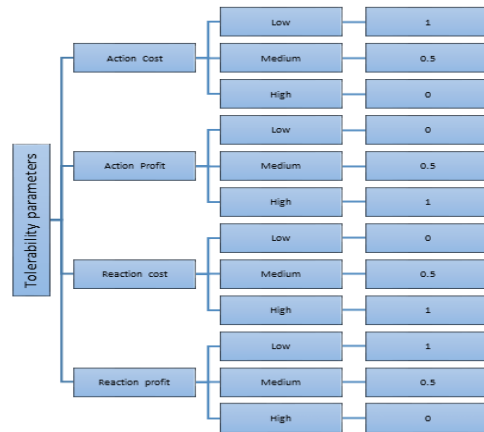 Tolerability parameters
Action Cost
Low 1
Medium 0.5
High 0
Action Profit
Low 0
Medium 0.5
High 1
Reaction cost
Low 0
Medium 0.5
High 1
Reaction profit
Low 1
Medium 0.5
High 0